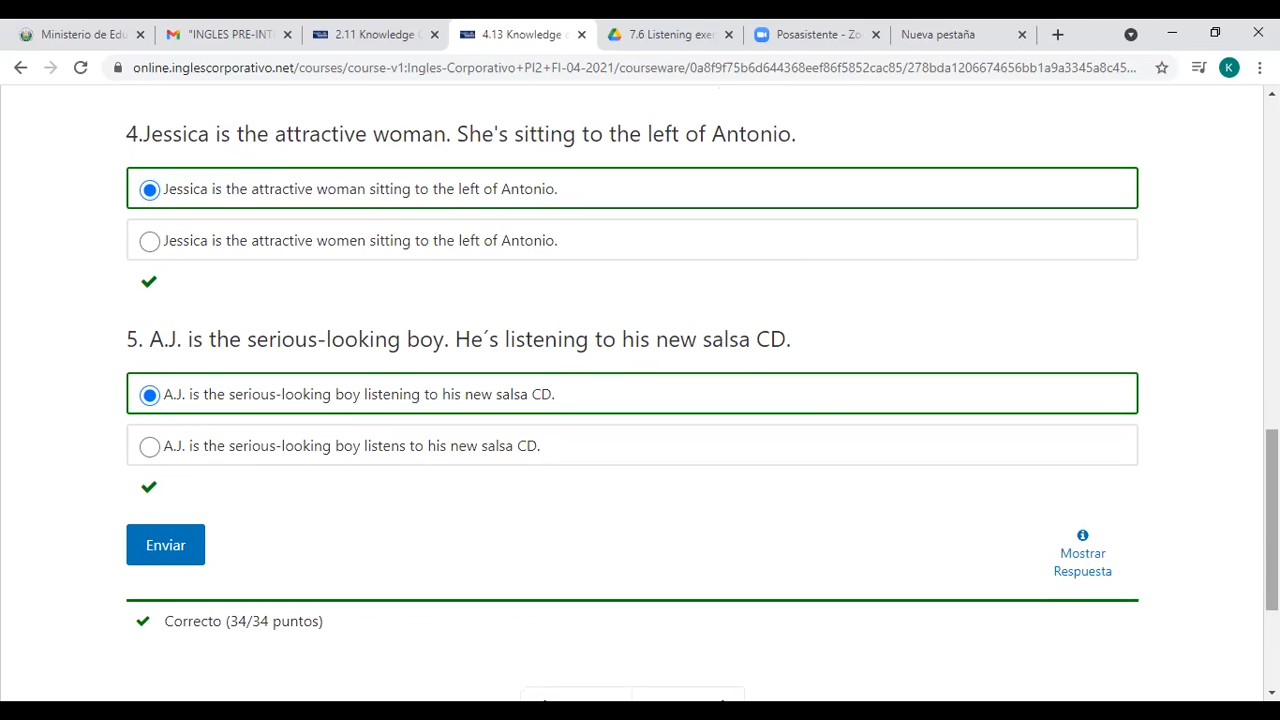 Ministerio de Edu
"INGLES PRE-INT
2.11 Knowledge C
4.13 Knowledge c
7.6 Listening exer
Posasistente - Zo
Nueva pestaña
online.inglescorporativo.net/courses/course-v1:Ingles-Corporativo+PI2+FI-04-2021/courseware/0a8f9f75b6d644368eef86f5852cac85/278bda1206674656bb1a9a3345a8c45...
K
4.Jessica is the attractive woman. She's sitting to the left of Antonio.
Jessica is the attractive woman sitting to the left of Antonio.
Jessica is the attractive women sitting to the left of Antonio.
5. A.J. is the serious-looking boy. He´s listening to his new salsa CD.
A.J. is the serious-looking boy listening to his new salsa CD.
A.J. is the serious-looking boy listens to his new salsa CD.
Enviar
Mostrar
Respuesta
Correcto (34/34 puntos)